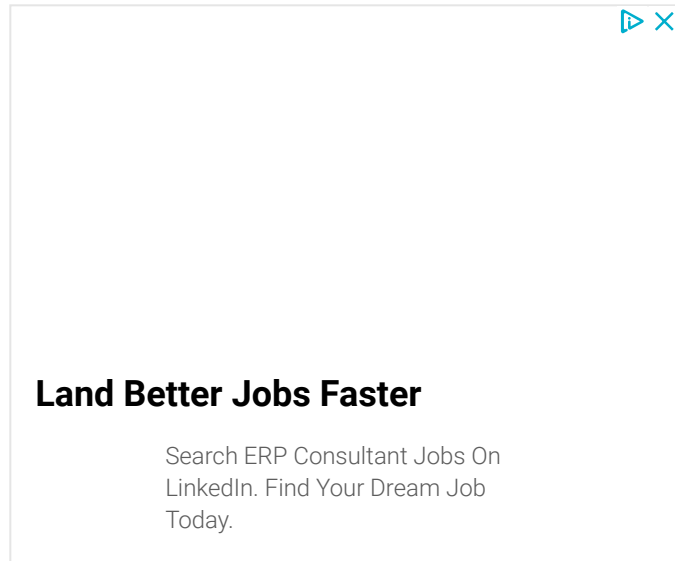 Land Better Jobs Faster
Search ERP Consultant Jobs On
LinkedIn. Find Your Dream Job
Today.